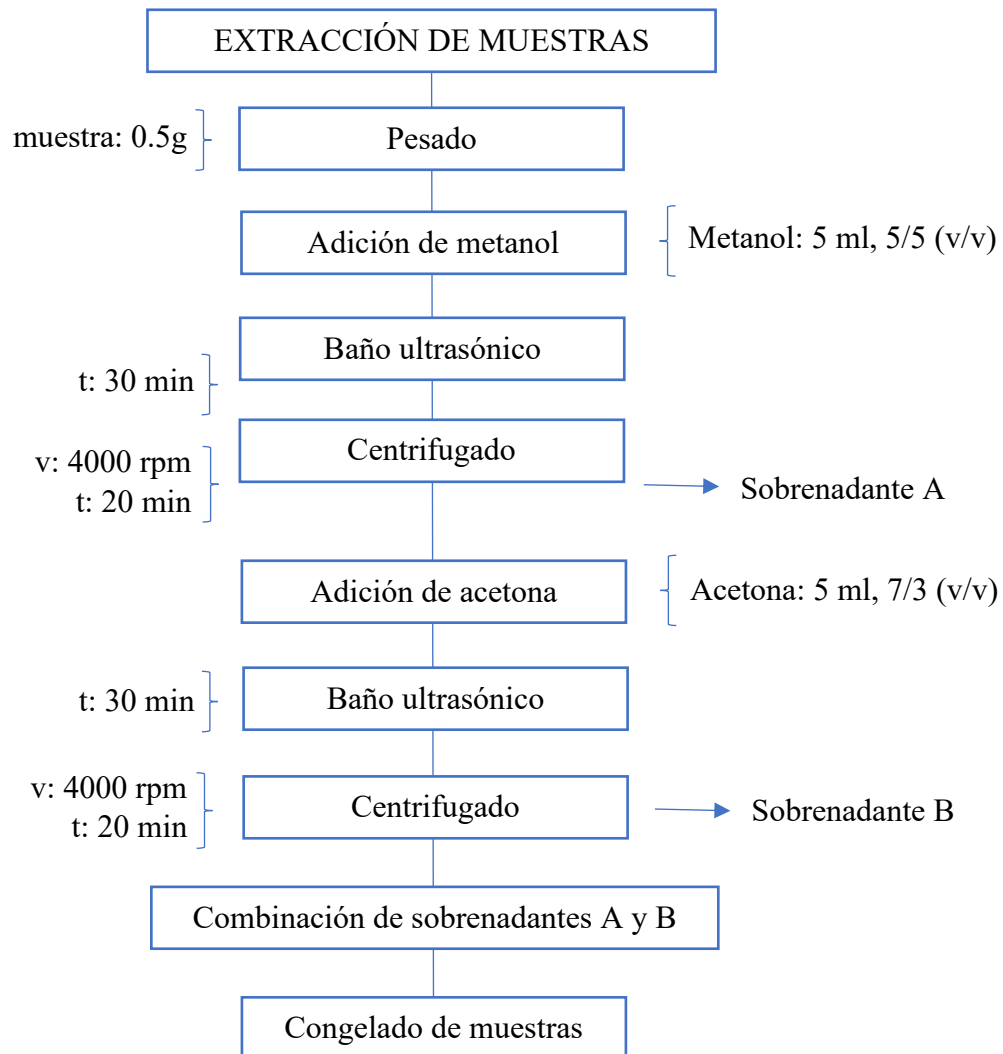 EXTRACCIÓN DE MUESTRAS
muestra: 0.5g
Pesado
Adición de metanol
Metanol: 5 ml, 5/5 (v/v)
Baño ultrasónico
t: 30 min
Centrifugado
v: 4000 rpm
t: 20 min
Sobrenadante A
Adición de acetona
Acetona: 5 ml, 7/3 (v/v)
Baño ultrasónico
t: 30 min
v: 4000 rpm
t: 20 min
Centrifugado
Sobrenadante B
Combinación de sobrenadantes A y B
Congelado de muestras